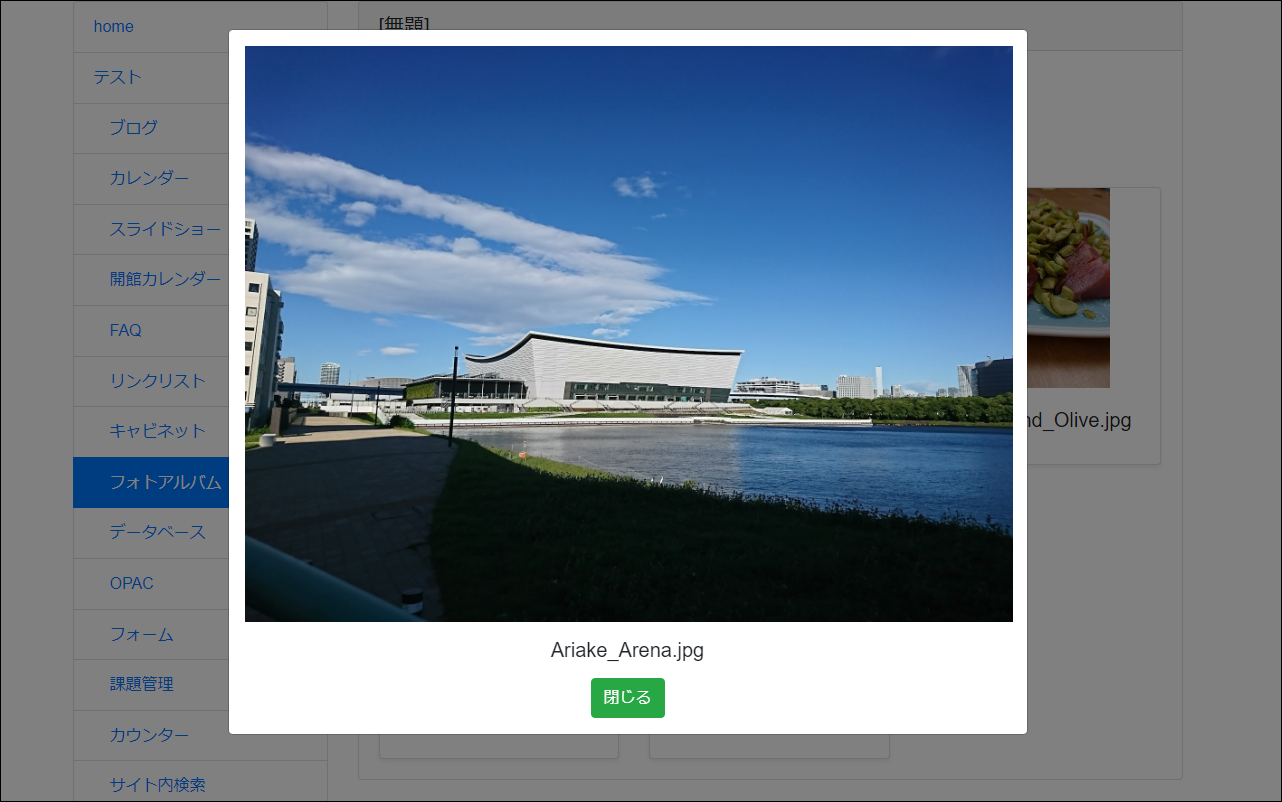 home
テスト
ブログ
カレンダー
スライドショー
開館カレンダー
FAQ
リンクリスト
キャビネット
フォトアルバム
データベース
OPAC
フォーム
課題管理
カウンター
サイト内検索
[無題]
nd_Olive.jpg
Ariake_Arena.jpg
閉じる